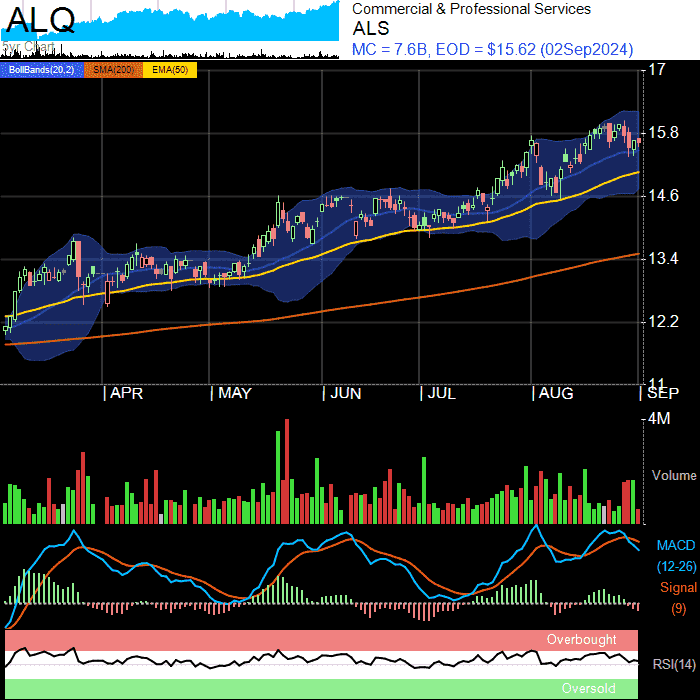 ALQ
5yr Chart
Commercial & Professional Services
ALS
MC = 7.6B, EOD = $15.62 (02Sep2024)
BollBands(20,2) SMA(200) EMA(50)
17
15.8
14.6
13.4
12.2
11
APR MAY JUN JUL AUG SEP
4M
Volume
MACD
(12-26)
Signal
(9)
Overbought
RSI(14)
Oversold